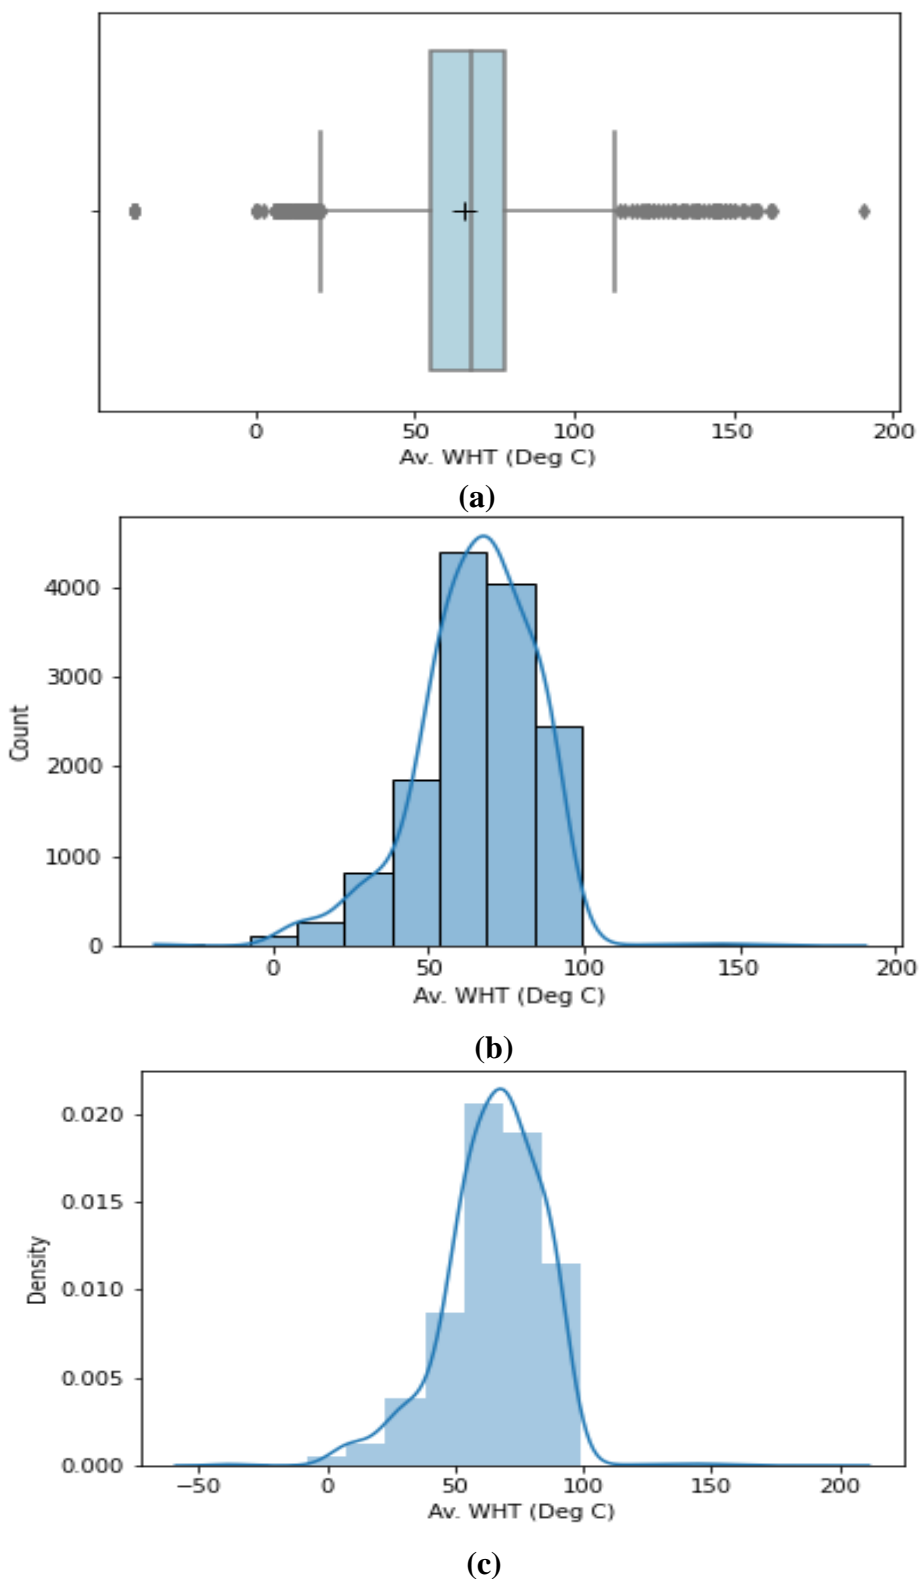 0 50 100 150 200
Av. WHT (Deg C)
(a)
4000
3000
2000
1000
0
Count
0 50 100 150 200
Av. WHT (Deg C)
(b)
0.020
0.015
0.010
0.005
0.000
Density
−50 0 50 100 150 200
Av. WHT (Deg C)
(c)